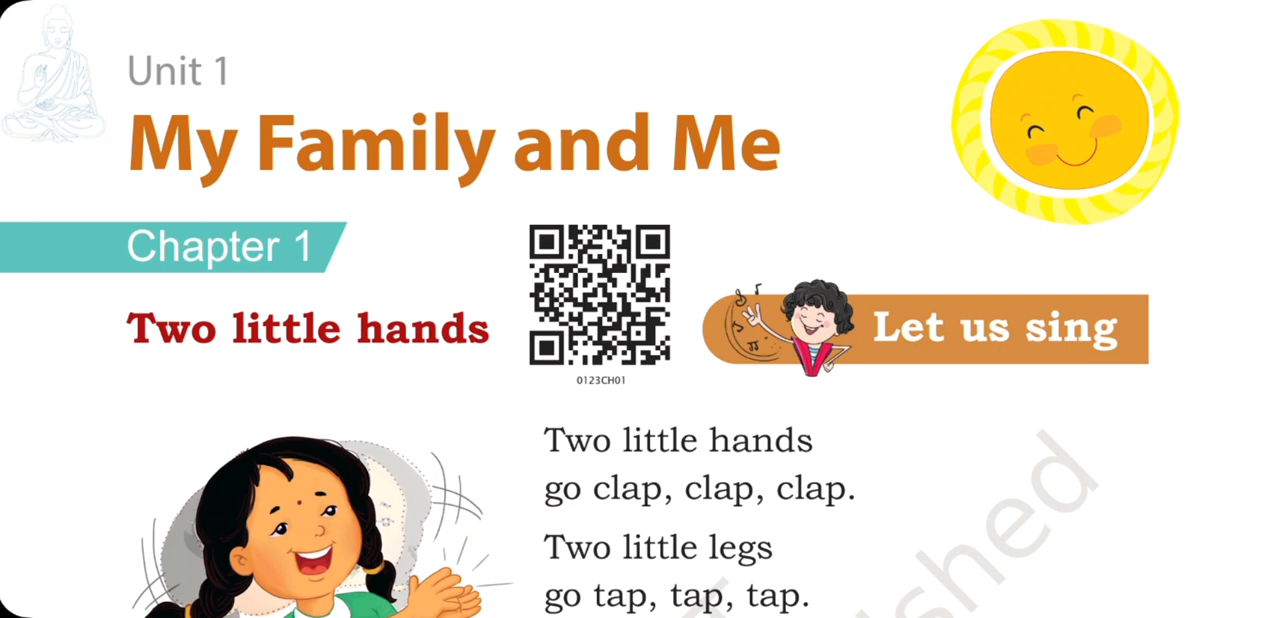 Unit 1
My Family and Me
Chapter 1
Two little hands
0123CH01
Let us sing
Two little hands
go clap, clap, clap.
Two little legs
go tap, tap, tap.